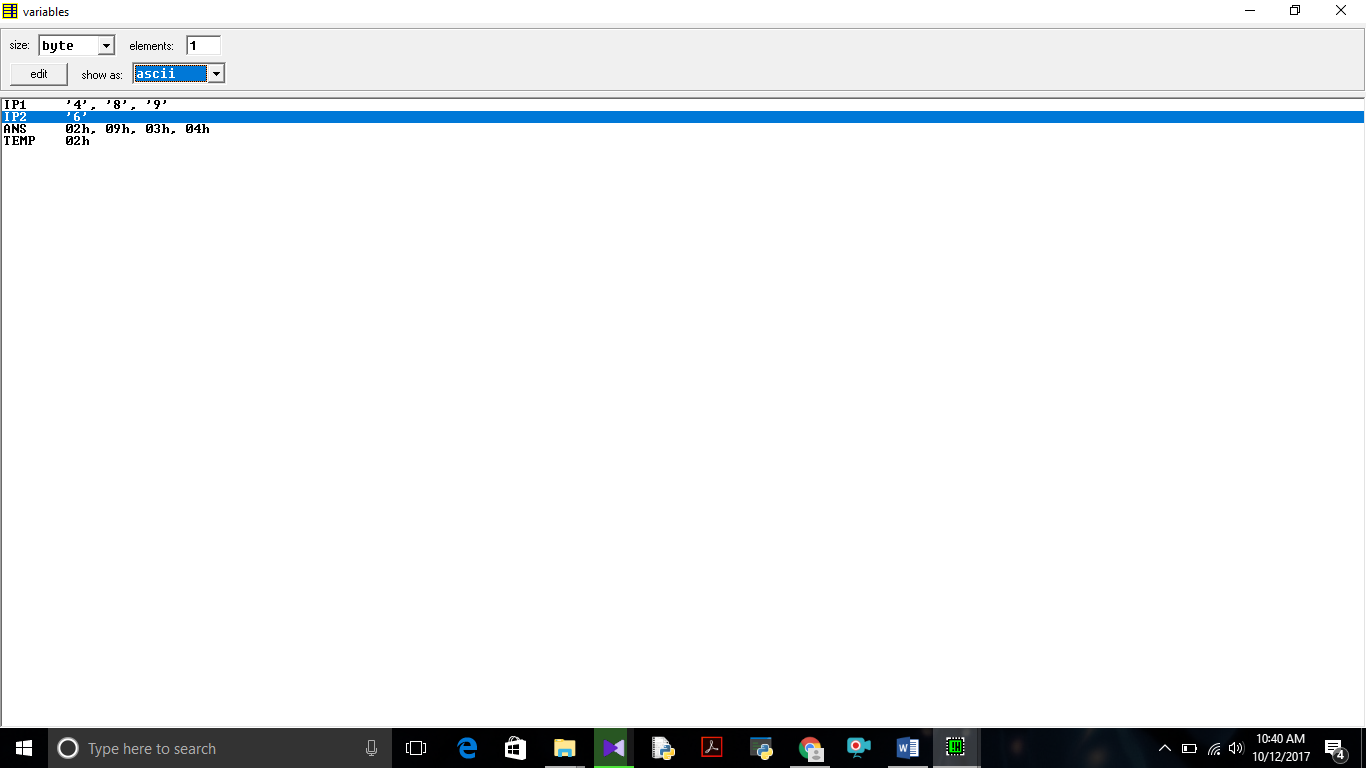 variables
size: byte elements: 1
edit show as: ascii
IP1 '4', '8', '9'
IP2 '6'
ANS 02h, 09h, 03h, 04h
TEMP 02h
Type here to search
10:40 AM
10/12/2017
4